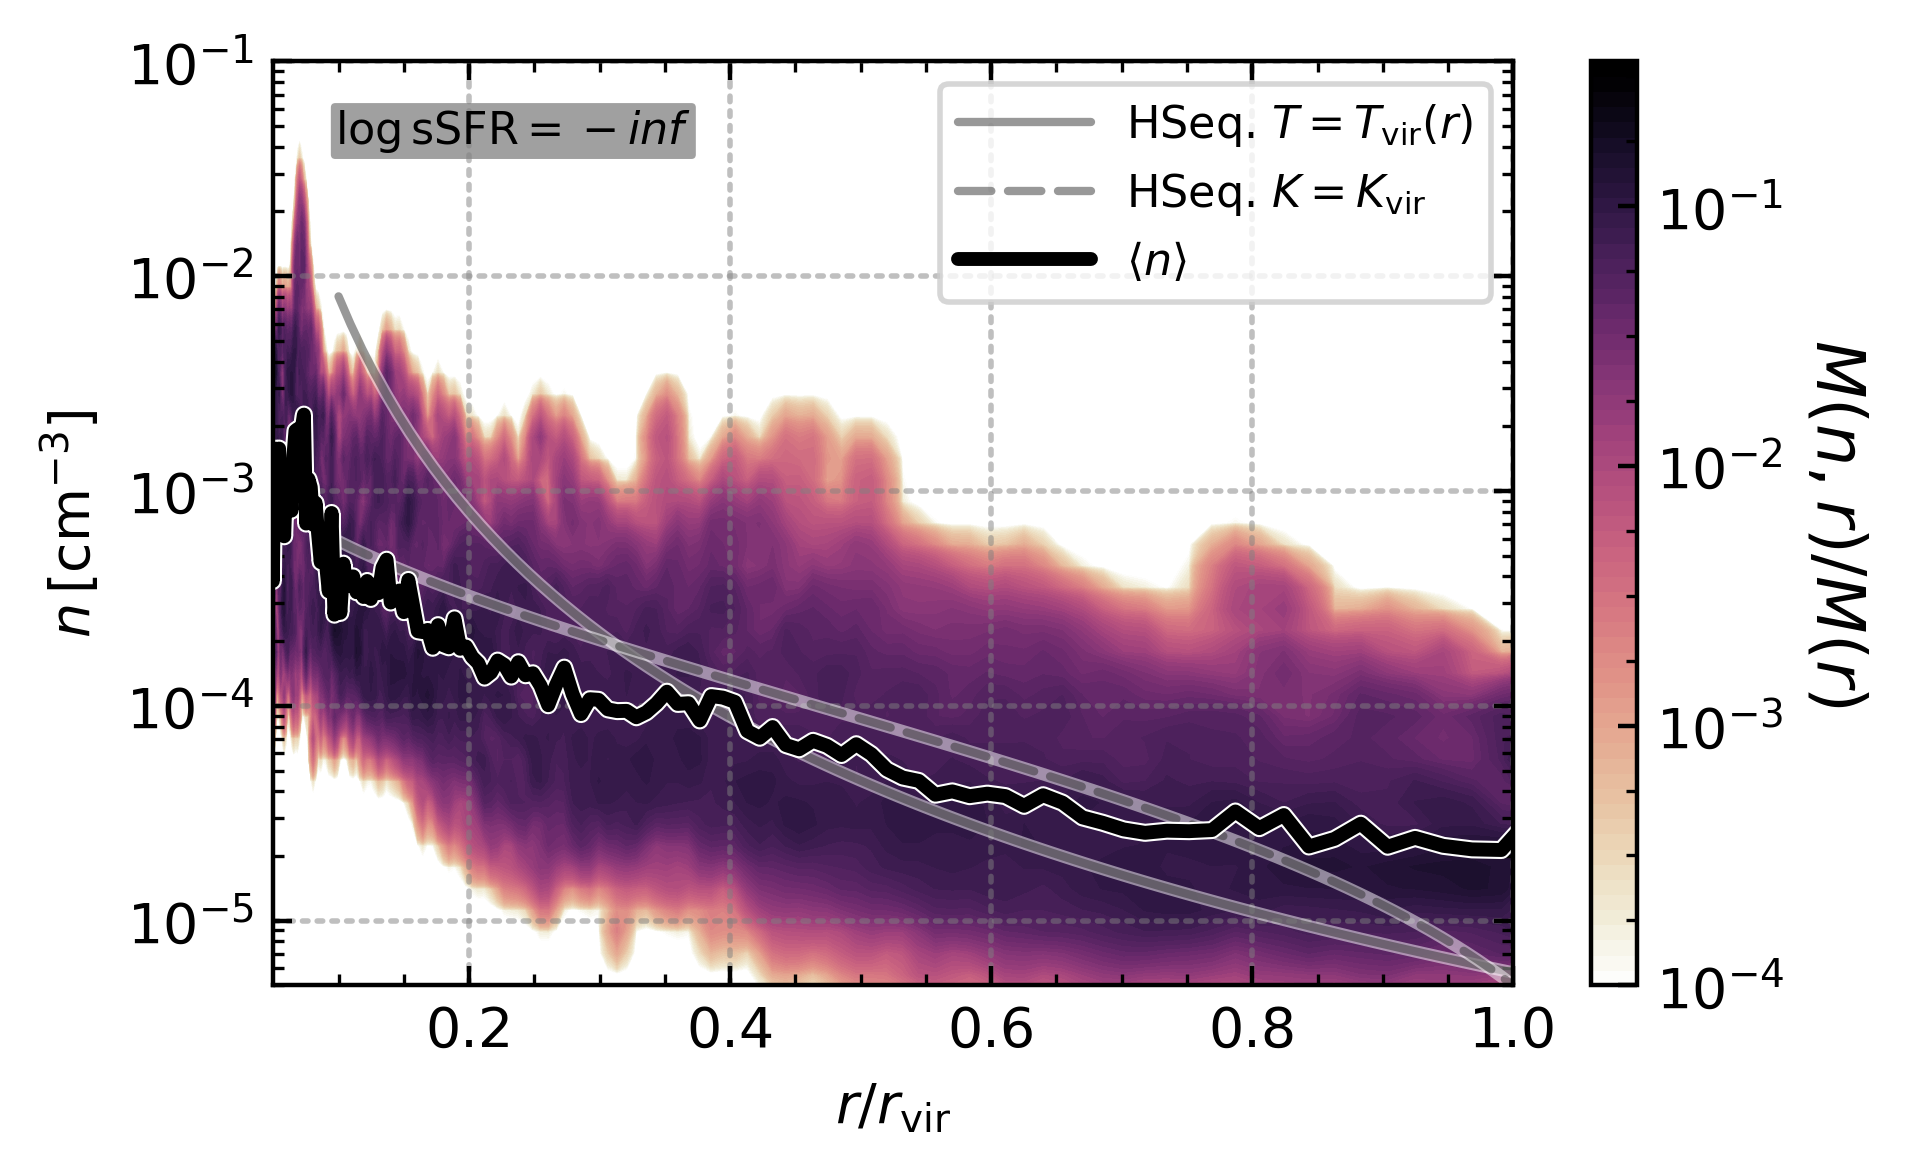 log sSFR = −inf
HSeq. T = T_vir(r)
HSeq. K = K_vir
⟨n⟩
n [cm⁻³]
10⁻¹
10⁻²
10⁻³
10⁻⁴
10⁻⁵
0.2 0.4 0.6 0.8 1.0
r/r_vir
10⁻¹
10⁻²
10⁻³
10⁻⁴
M(n, r)/M(r)